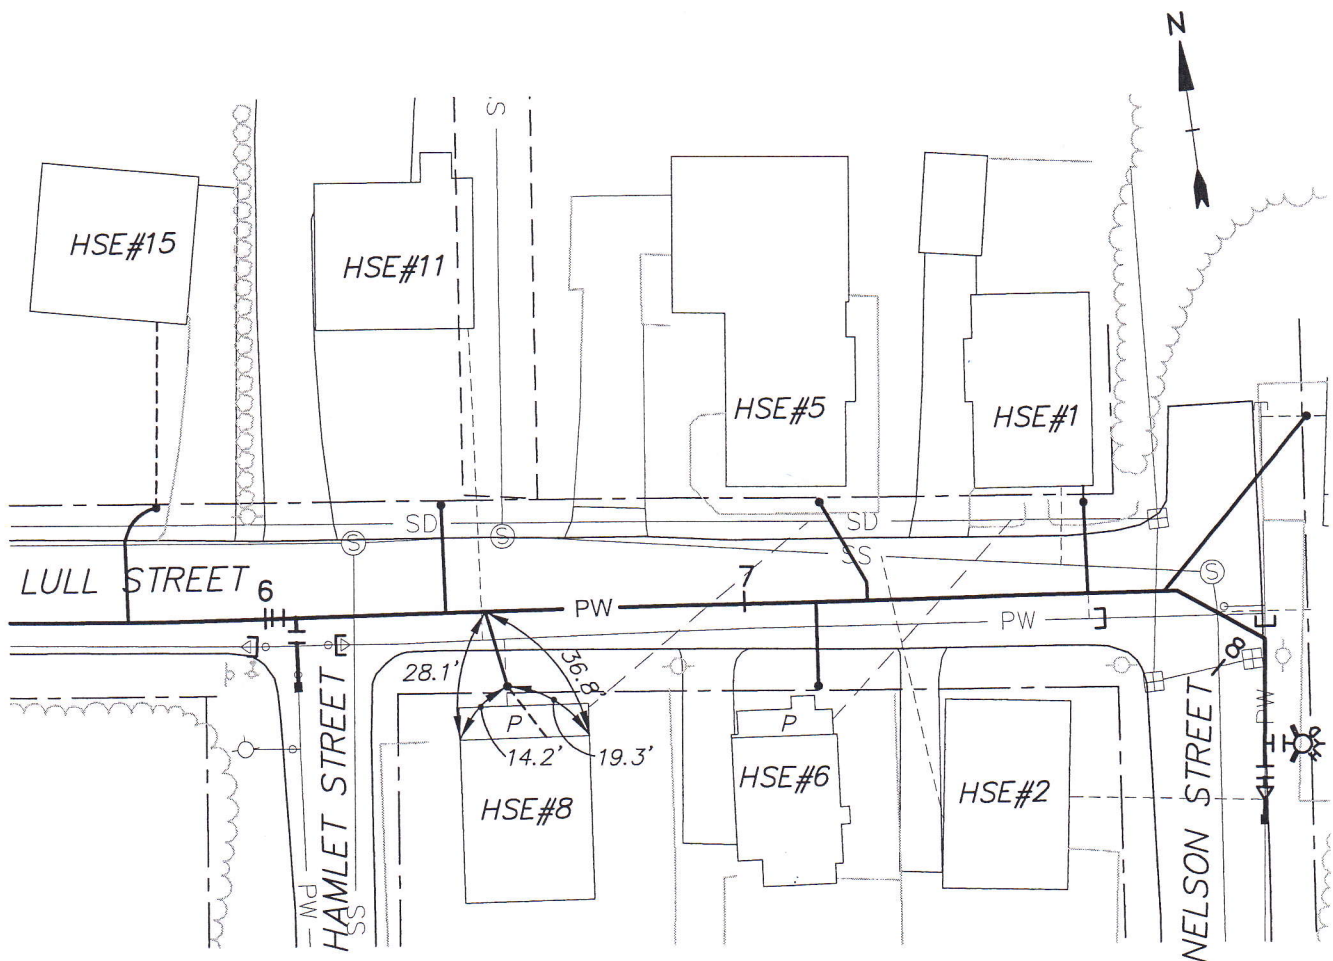 N
S
HSE#15
HSE#11
HSE#5
HSE#1
SD
SD
S
S
SS
S
LULL STREET
6
7
PW
PW
8
28.1'
36.8'
P
14.2'
19.3'
P
PW
HSE#8
HSE#6
HSE#2
HAMLET STREET
NELSON STREET
PW
SS